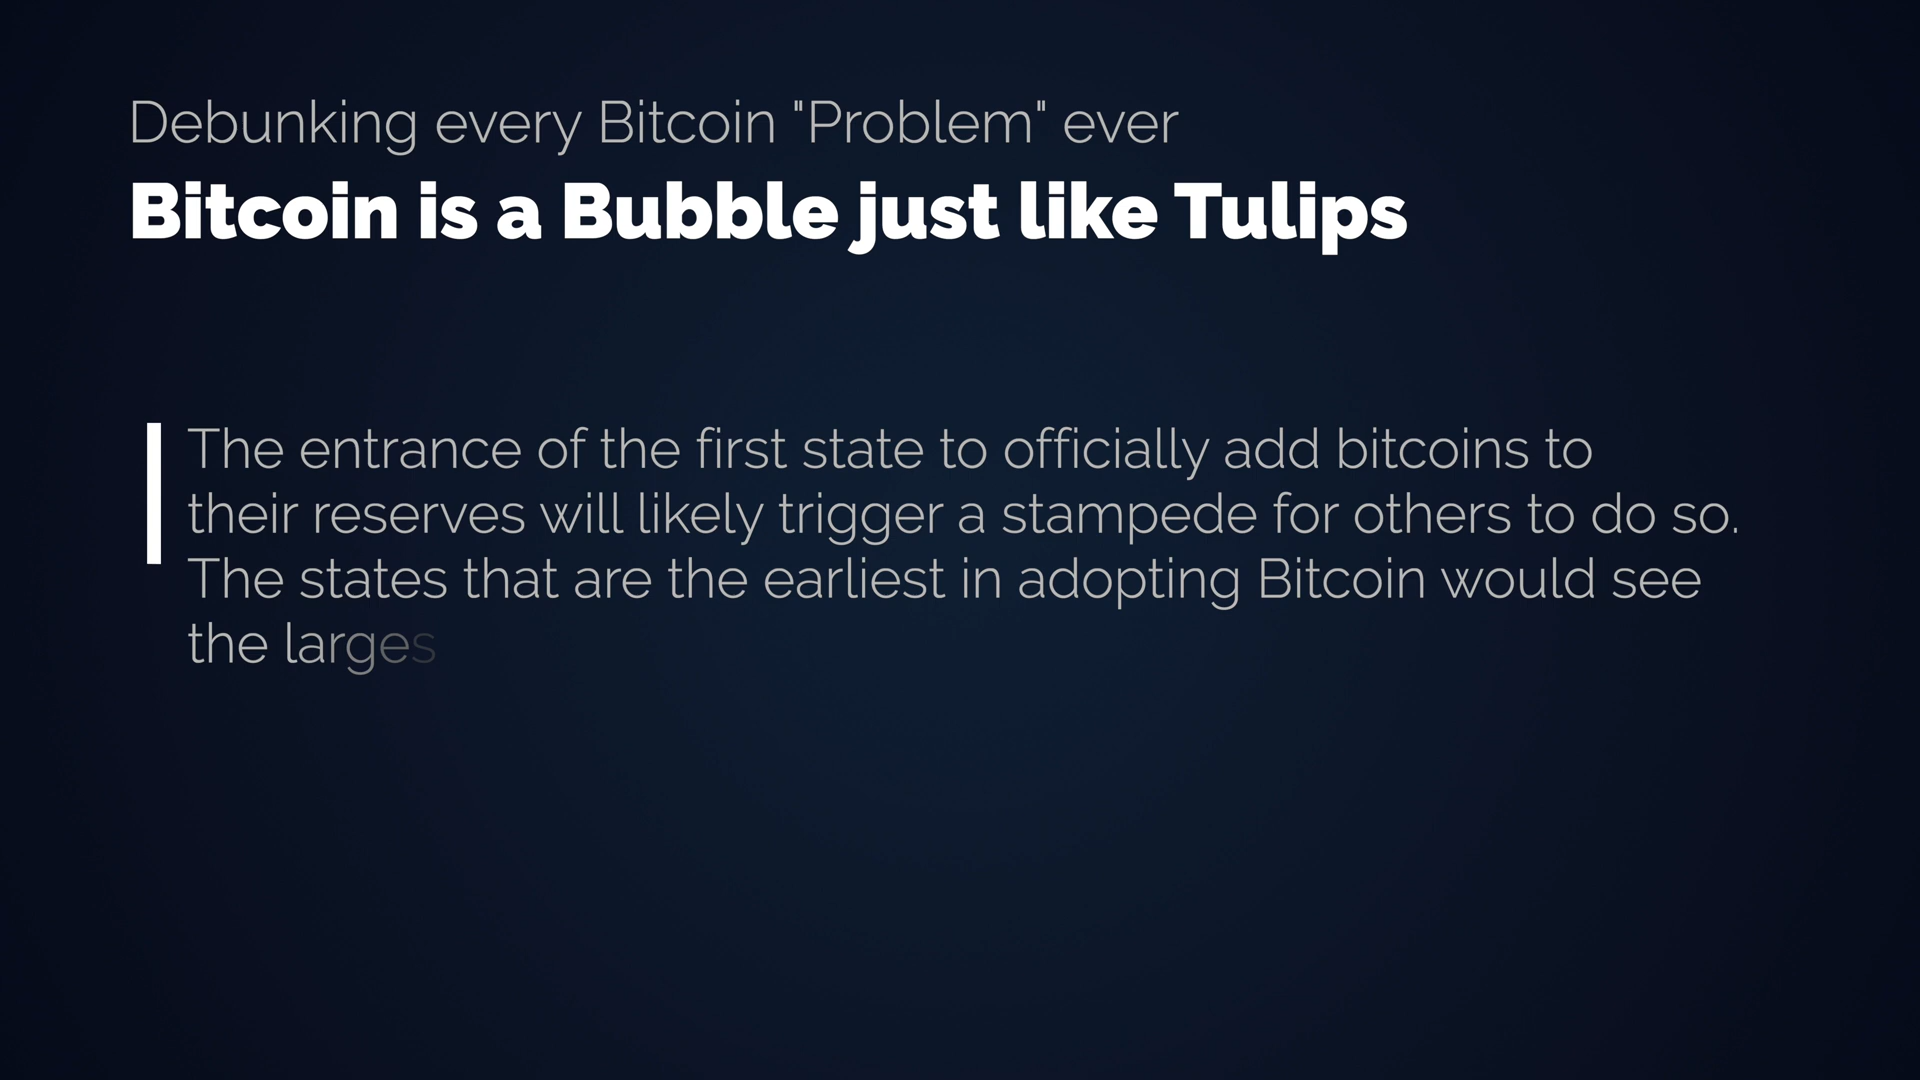 Debunking every Bitcoin "Problem" ever
Bitcoin is a Bubble just like Tulips
The entrance of the first state to officially add bitcoins to
their reserves will likely trigger a stampede for others to do so.
The states that are the earliest in adopting Bitcoin would see
the larges